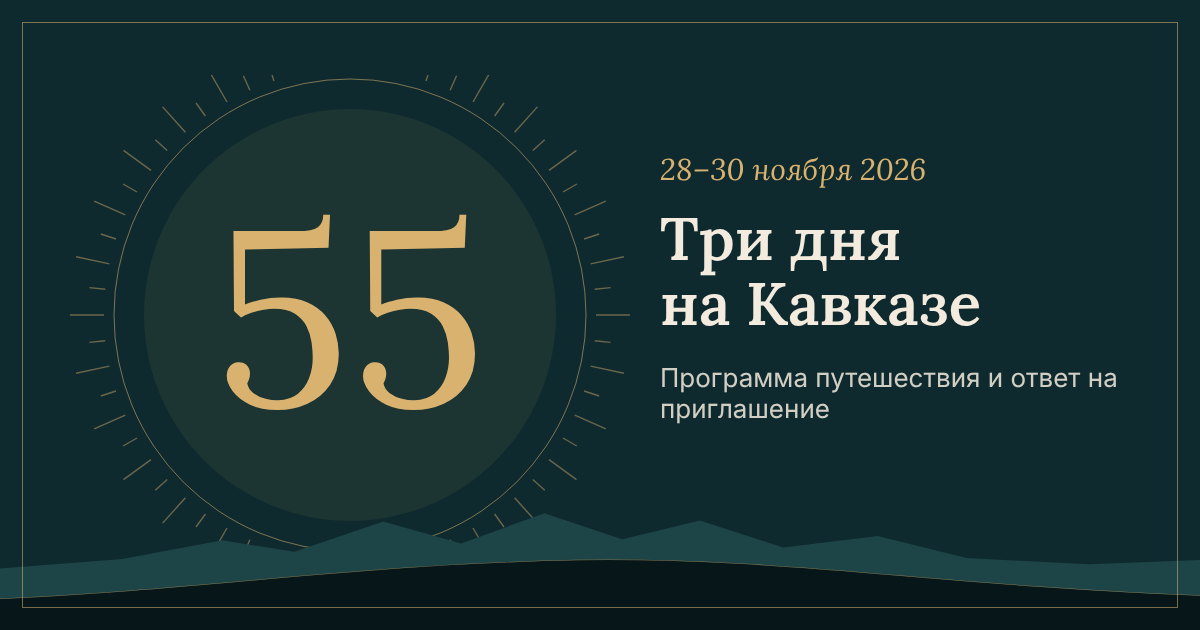 55
28–30 ноября 2026
Три дня
на Кавказе
Программа путешествия и ответ на
приглашение